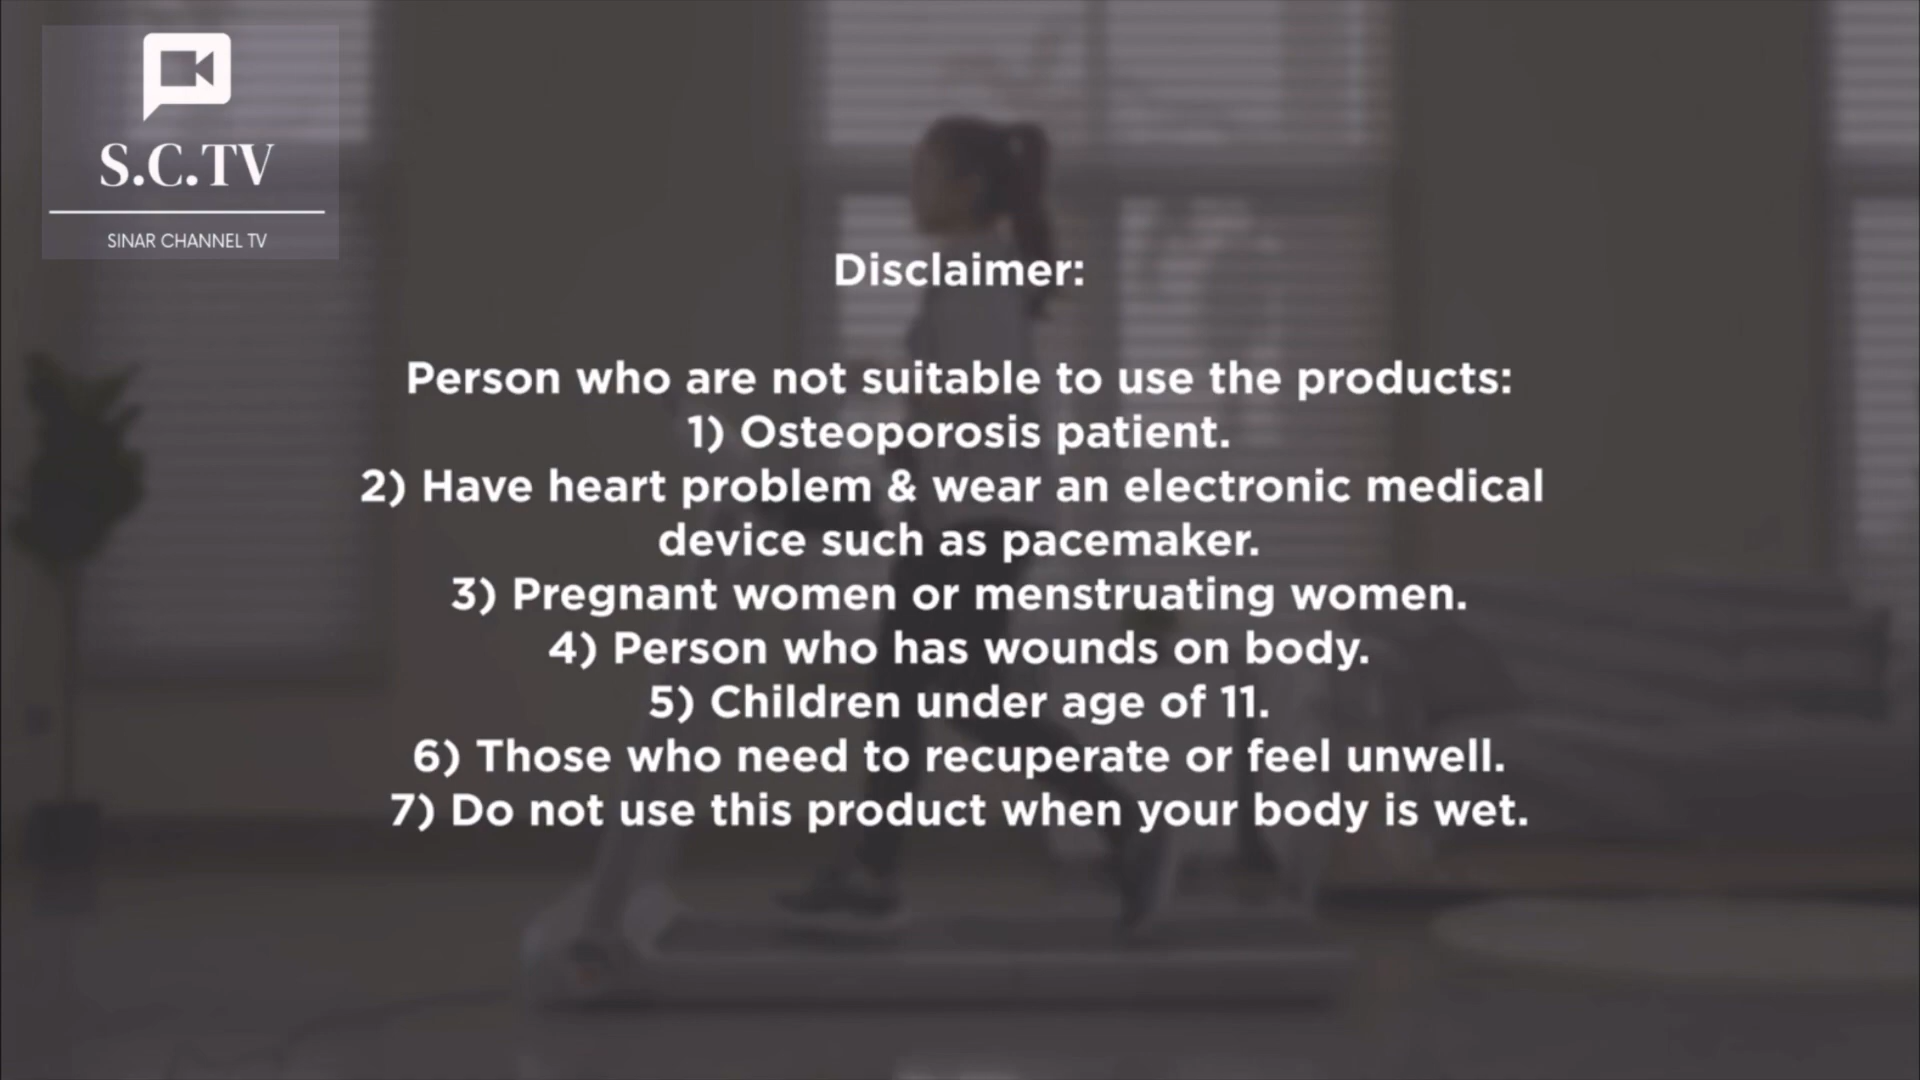 S.C.TV
SINAR CHANNEL TV
Disclaimer:
Person who are not suitable to use the products:
1) Osteoporosis patient.
2) Have heart problem & wear an electronic medical
device such as pacemaker.
3) Pregnant women or menstruating women.
4) Person who has wounds on body.
5) Children under age of 11.
6) Those who need to recuperate or feel unwell.
7) Do not use this product when your body is wet.